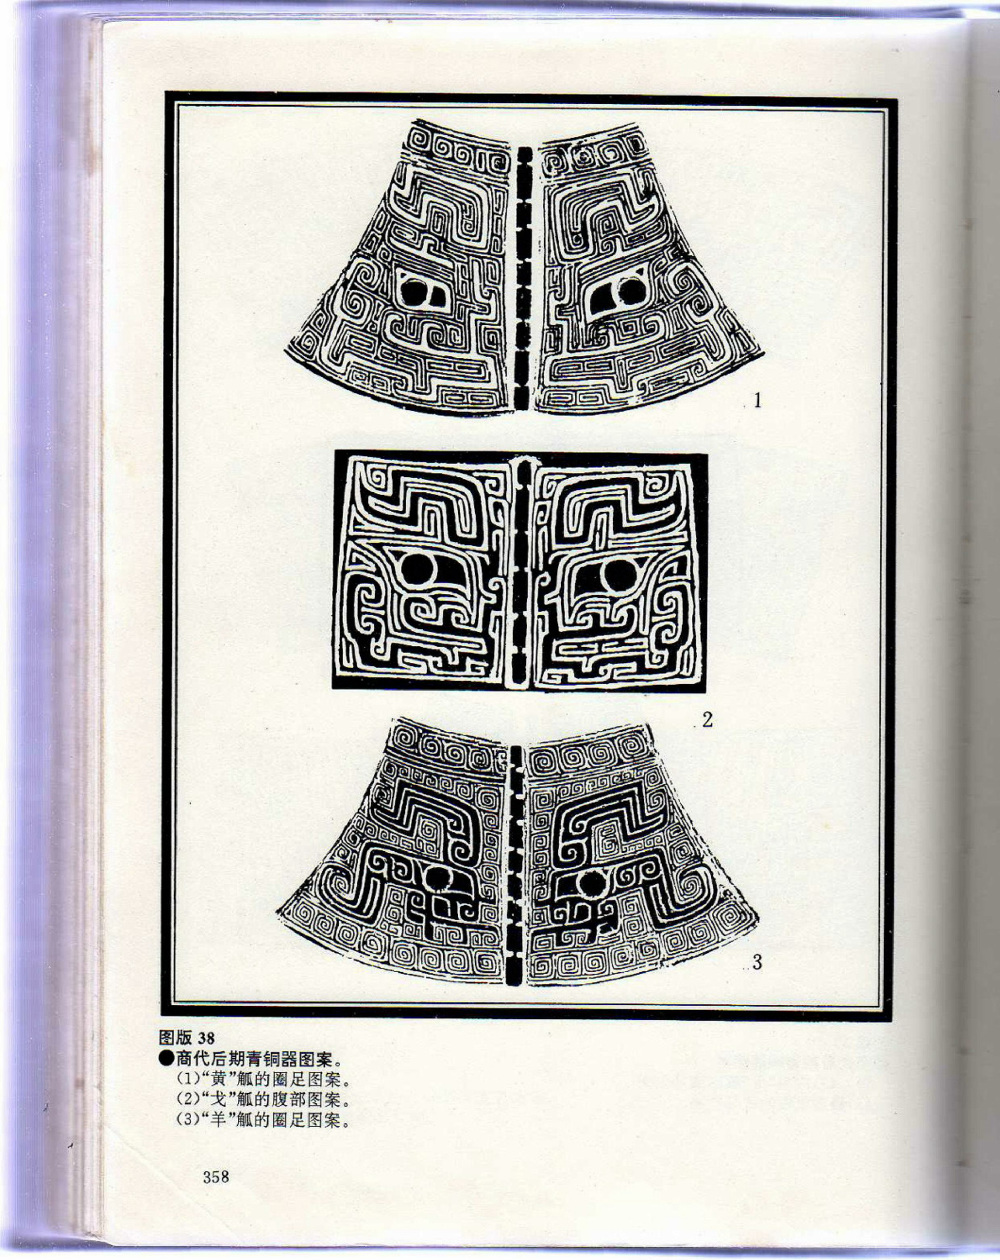 1
2
3
图版 38
●商代后期青铜器图案。
(1)“黄”觚的圈足图案。
(2)“戈”觚的腹部图案。
(3)“羊”觚的圈足图案。
358